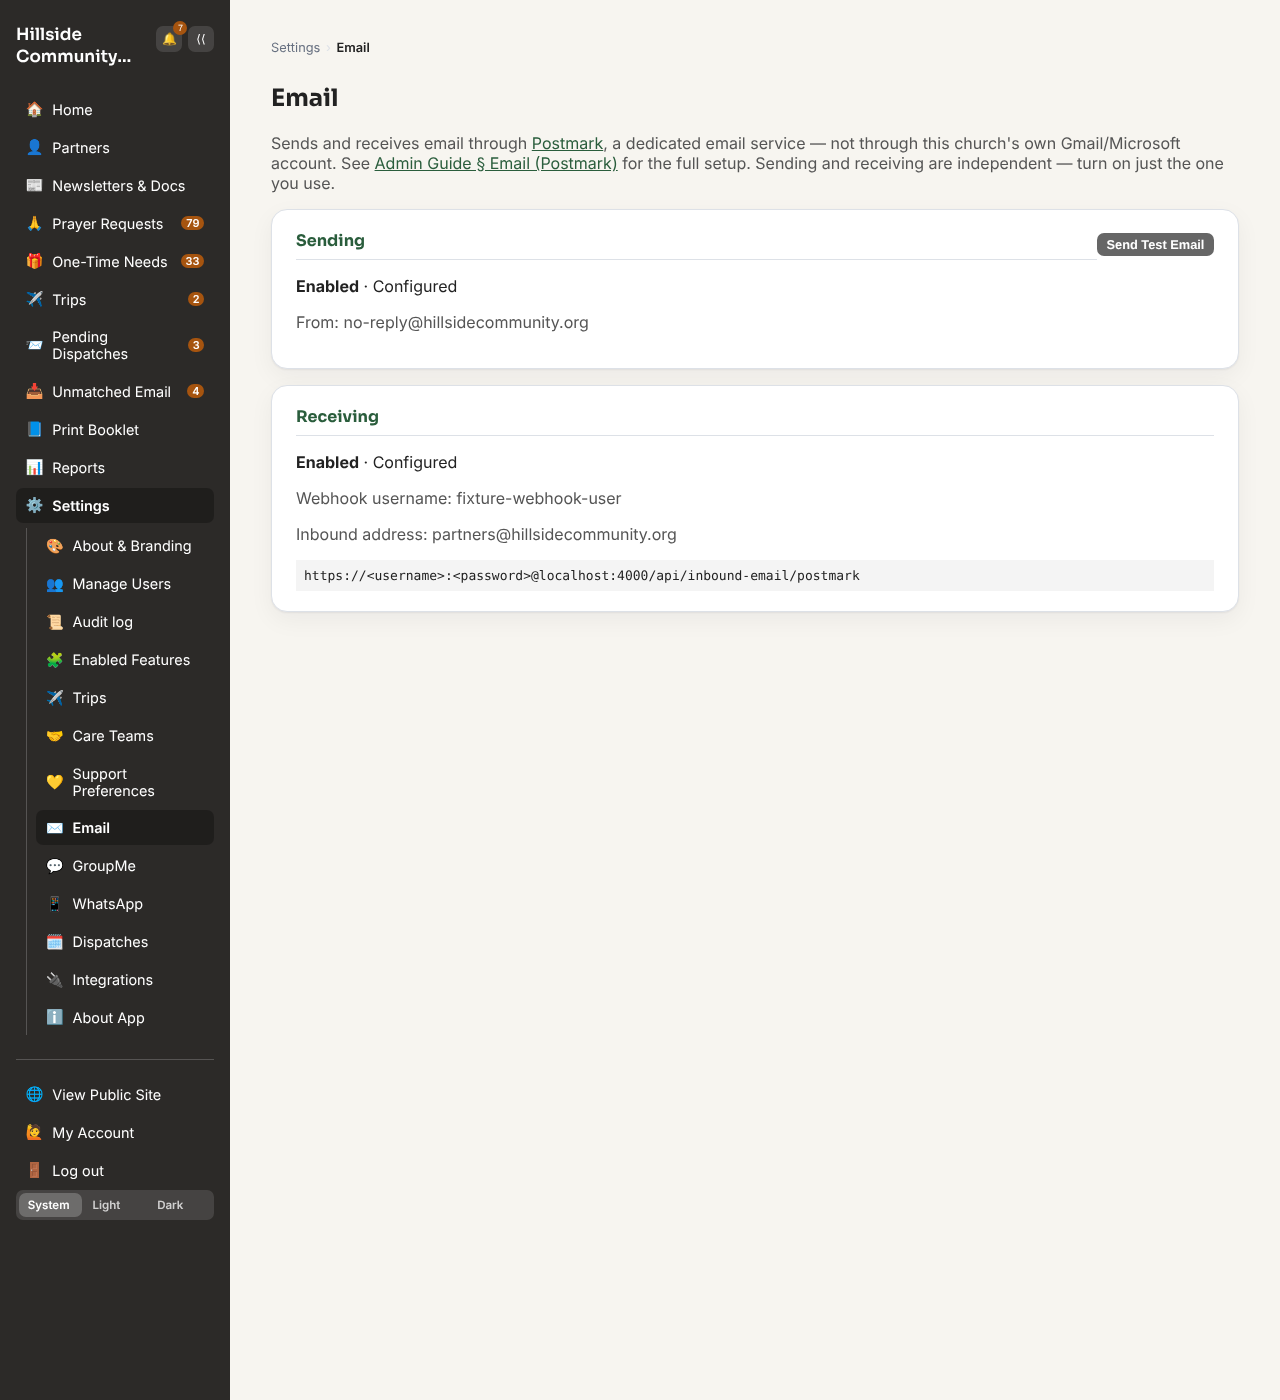 Hillside
Community...
7
⟨⟨
Home
Partners
Newsletters & Docs
Prayer Requests 79
One-Time Needs 33
Trips 2
Pending
Dispatches 3
Unmatched Email 4
Print Booklet
Reports
Settings
About & Branding
Manage Users
Audit log
Enabled Features
Trips
Care Teams
Support
Preferences
Email
GroupMe
WhatsApp
Dispatches
Integrations
About App
View Public Site
My Account
Log out
System Light Dark
Settings › Email
Email
Sends and receives email through Postmark, a dedicated email service — not through this church's own Gmail/Microsoft
account. See Admin Guide § Email (Postmark) for the full setup. Sending and receiving are independent — turn on just the one
you use.
Sending
Send Test Email
Enabled · Configured
From: no-reply@hillsidecommunity.org
Receiving
Enabled · Configured
Webhook username: fixture-webhook-user
Inbound address: partners@hillsidecommunity.org
https://<username>:<password>@localhost:4000/api/inbound-email/postmark